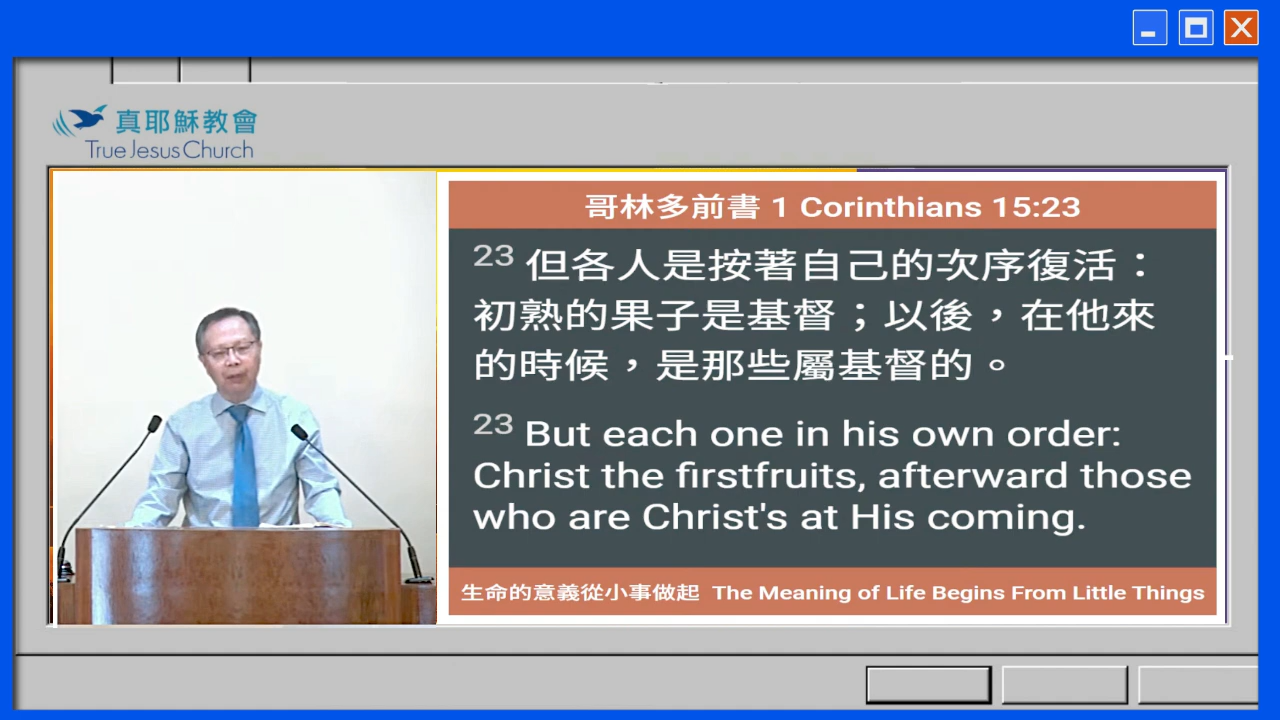 真耶穌教會
True Jesus Church
哥林多前書 1 Corinthians 15:23
23 但各人是按著自己的次序復活：
初熟的果子是基督；以後，在他來
的時候，是那些屬基督的。
23 But each one in his own order:
Christ the firstfruits, afterward those
who are Christ's at His coming.
生命的意義從小事做起 The Meaning of Life Begins From Little Things